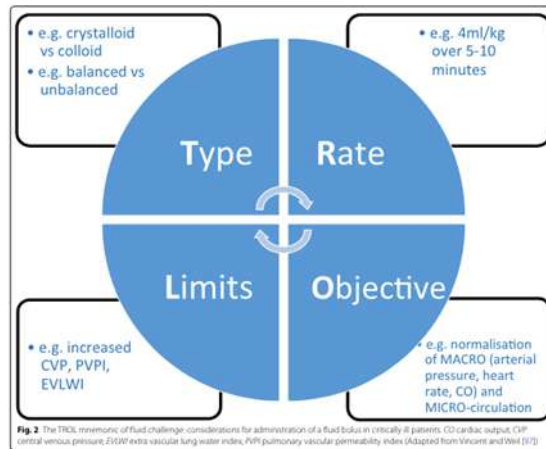 • e.g. crystalloid
vs colloid
• e.g. balanced vs
unbalanced
• e.g. 4ml/kg
over 5-10
minutes
Type
Rate
Limits
Objective
• e.g. increased
CVP, PVPI,
EVLWI
• e.g. normalisation
of MACRO (arterial
pressure, heart
rate, CO) and
MICRO-circulation
Fig. 2 The TROL mnemonic of fluid challenge: considerations for administration of a fluid bolus in critically ill patients. CO cardiac output, CVP
central venous pressure, EVLWI extra vascular lung water index, PVPI pulmonary vascular permeability index (Adapted from Vincent and Weil [97])